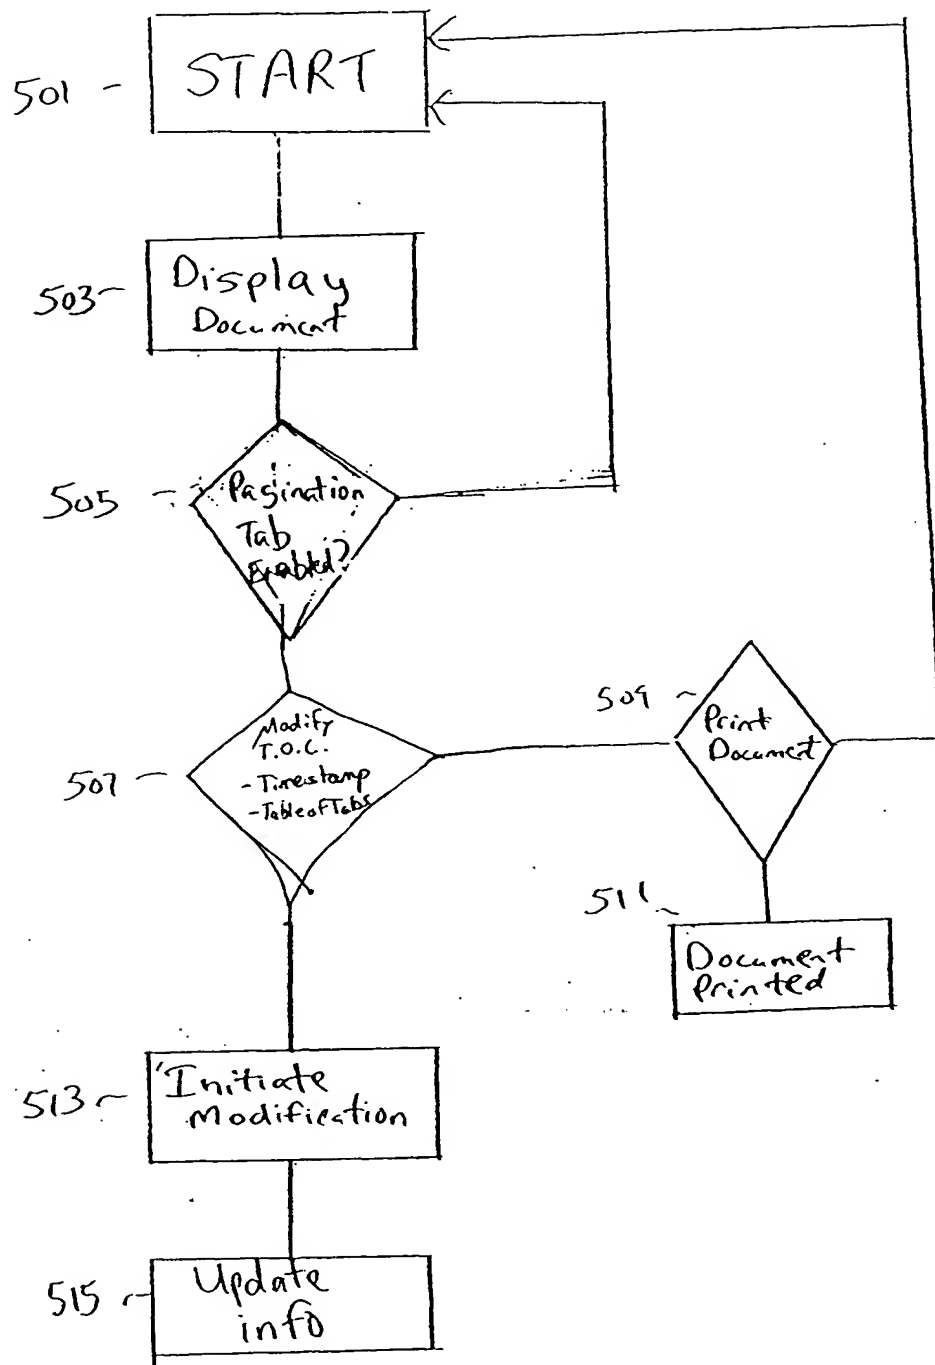 501
START
503
Display
Document
505
Pagination
Tab
Enabled?
507
Modify
T.O.C.
- Timestamp
- Table of Tabs
509
Print
Document
511
Document
Printed
513
Initiate
Modification
515
Update
info